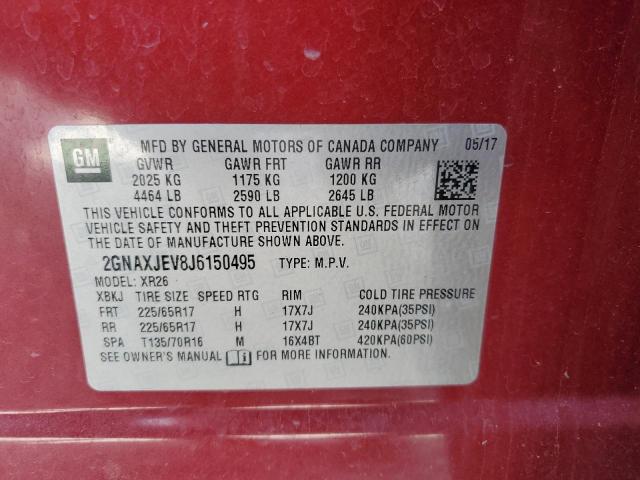 GM
MFD BY GENERAL MOTORS OF CANADA COMPANY 05/17
GVWR GAWR FRT GAWR RR
2025 KG 1175 KG 1200 KG
4464 LB 2590 LB 2645 LB
THIS VEHICLE CONFORMS TO ALL APPLICABLE U.S. FEDERAL MOTOR
VEHICLE SAFETY AND THEFT PREVENTION STANDARDS IN EFFECT ON
THE DATE OF MANUFACTURE SHOWN ABOVE.
2GNAXJEV8J6150495 TYPE: M.P.V.
MODEL: XR26
XBKJ TIRE SIZE SPEED RTG RIM COLD TIRE PRESSURE
FRT 225/65R17 H 17X7J 240KPA(35PSI)
RR 225/65R17 H 17X7J 240KPA(35PSI)
SPA T135/70R16 M 16X4BT 420KPA(60PSI)
SEE OWNER'S MANUAL FOR MORE INFORMATION